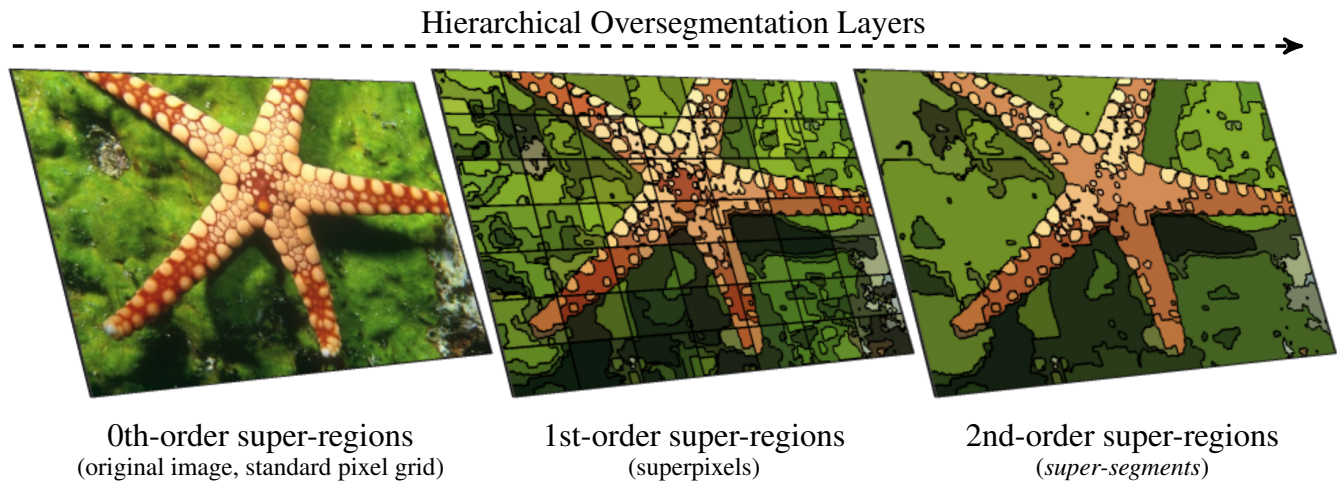 Hierarchical Oversegmentation Layers
0th-order super-regions
(original image, standard pixel grid)
1st-order super-regions
(superpixels)
2nd-order super-regions
(super-segments)